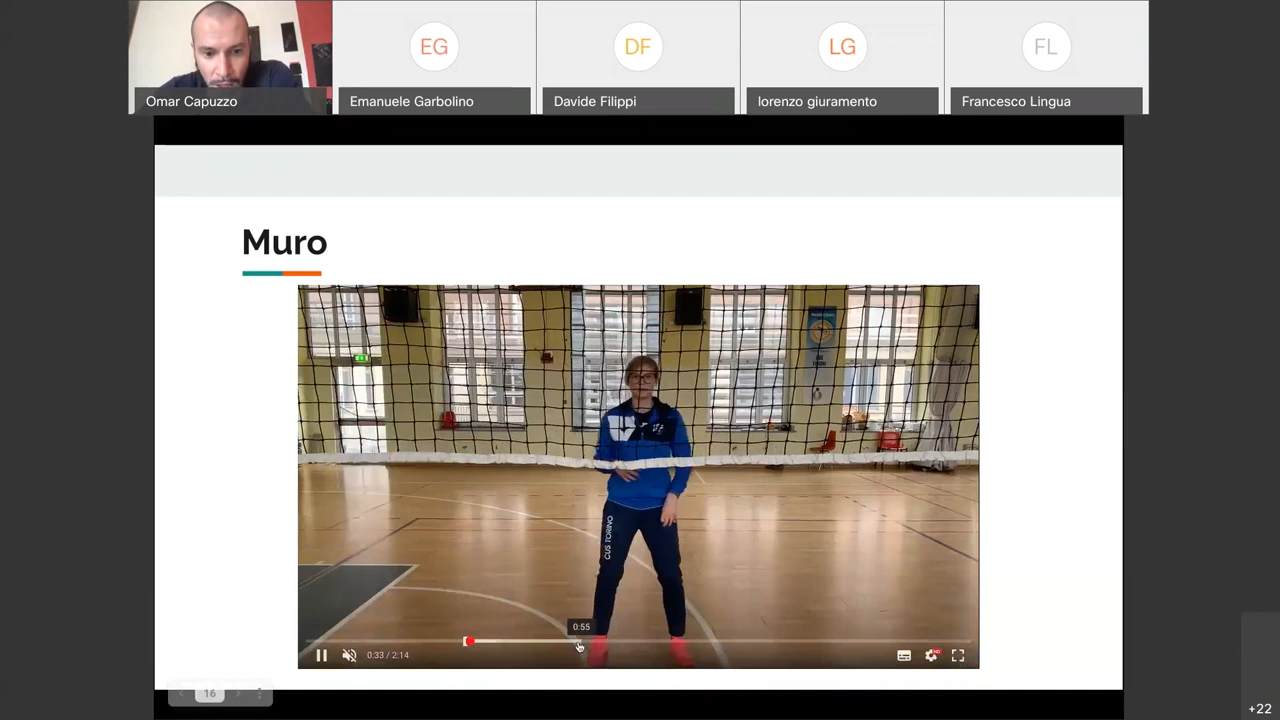 EG
DF
LG
FL
Omar Capuzzo
Emanuele Garbolino
Davide Filippi
lorenzo giuramento
Francesco Lingua
Muro
CUS TORINO
0:55
0:33 / 2:14
HD
16
+22